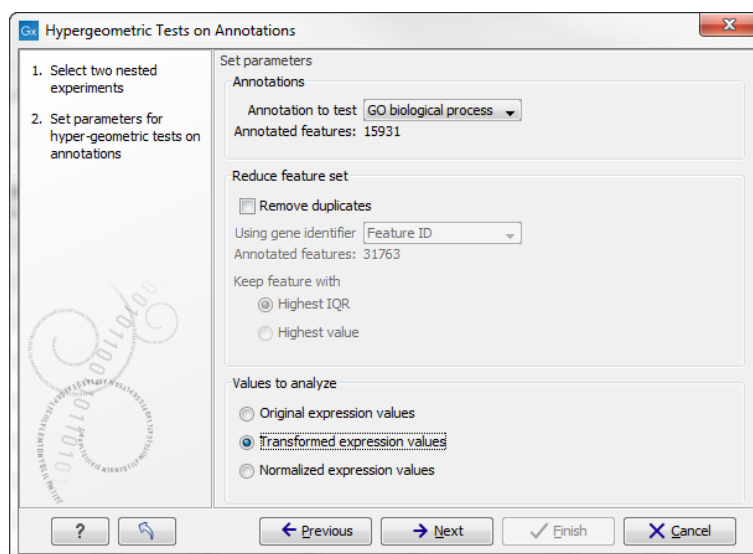 Gx Hypergeometric Tests on Annotations
X
1. Select two nested
experiments
2. Set parameters for
hyper-geometric tests on
annotations
Set parameters
Annotations
Annotation to test GO biological process
Annotated features: 15931
Reduce feature set
Remove duplicates
Using gene identifier Feature ID
Annotated features: 31763
Keep feature with
Highest IQR
Highest value
Values to analyze
Original expression values
Transformed expression values
Normalized expression values
? Previous Next Finish Cancel